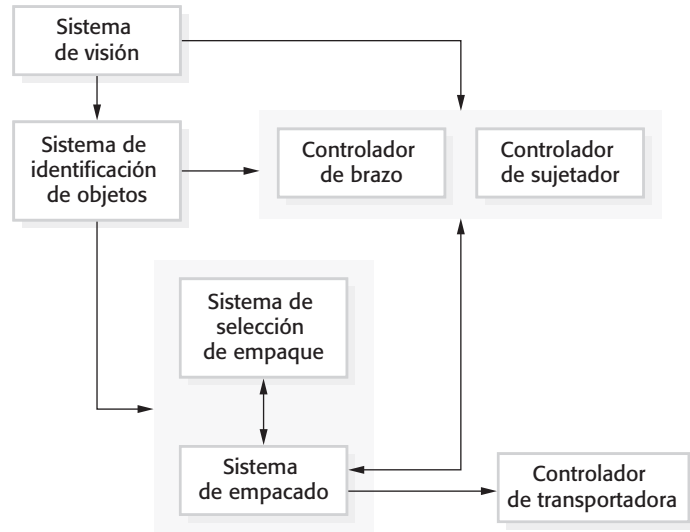 Sistema
de visión
Sistema de
identificación
de objetos
Controlador
de brazo
Controlador
de sujetador
Sistema de
selección
de empaque
Sistema
de empacado
Controlador
de transportadora